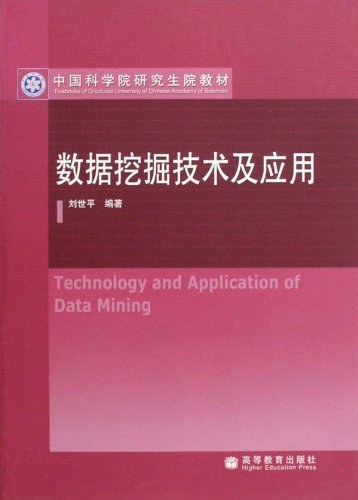 中国科学院研究生院教材
Textbooks of Graduate University of Chinese Academy of Sciences
数据挖掘技术及应用
刘世平 编著
Technology and Application of
Data Mining
高等教育出版社
Higher Education Press